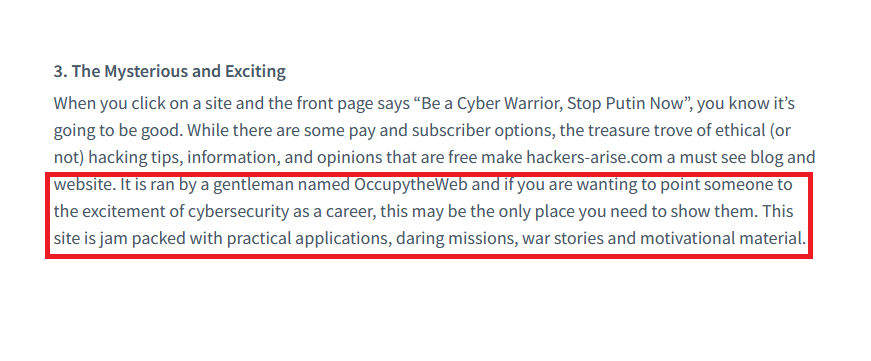 3. The Mysterious and Exciting
When you click on a site and the front page says “Be a Cyber Warrior, Stop Putin Now”, you know it’s
going to be good. While there are some pay and subscriber options, the treasure trove of ethical (or
not) hacking tips, information, and opinions that are free make hackers-arise.com a must see blog and
website. It is ran by a gentleman named OccupytheWeb and if you are wanting to point someone to
the excitement of cybersecurity as a career, this may be the only place you need to show them. This
site is jam packed with practical applications, daring missions, war stories and motivational material.